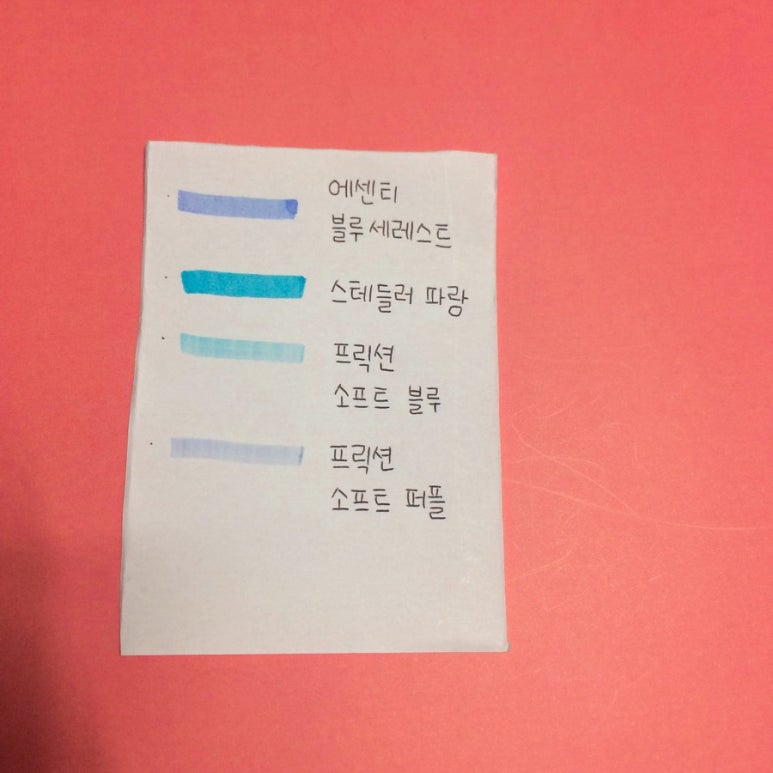 에센티
블루세레스트
스테들러 파랑
프릭션
소프트 블루
프릭션
소프트 퍼플